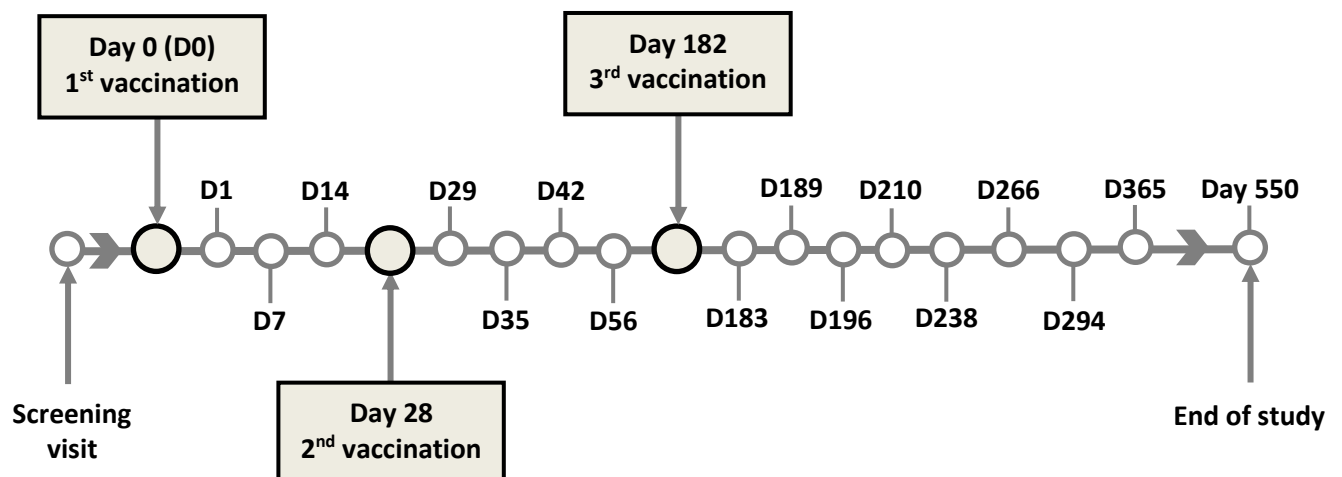 Day 0 (D0)
1st vaccination
Day 182
3rd vaccination
D1
D14
D29
D42
D189
D210
D266
D365
Day 550
D7
D35
D56
D183
D196
D238
D294
Screening
visit
Day 28
2nd vaccination
End of study